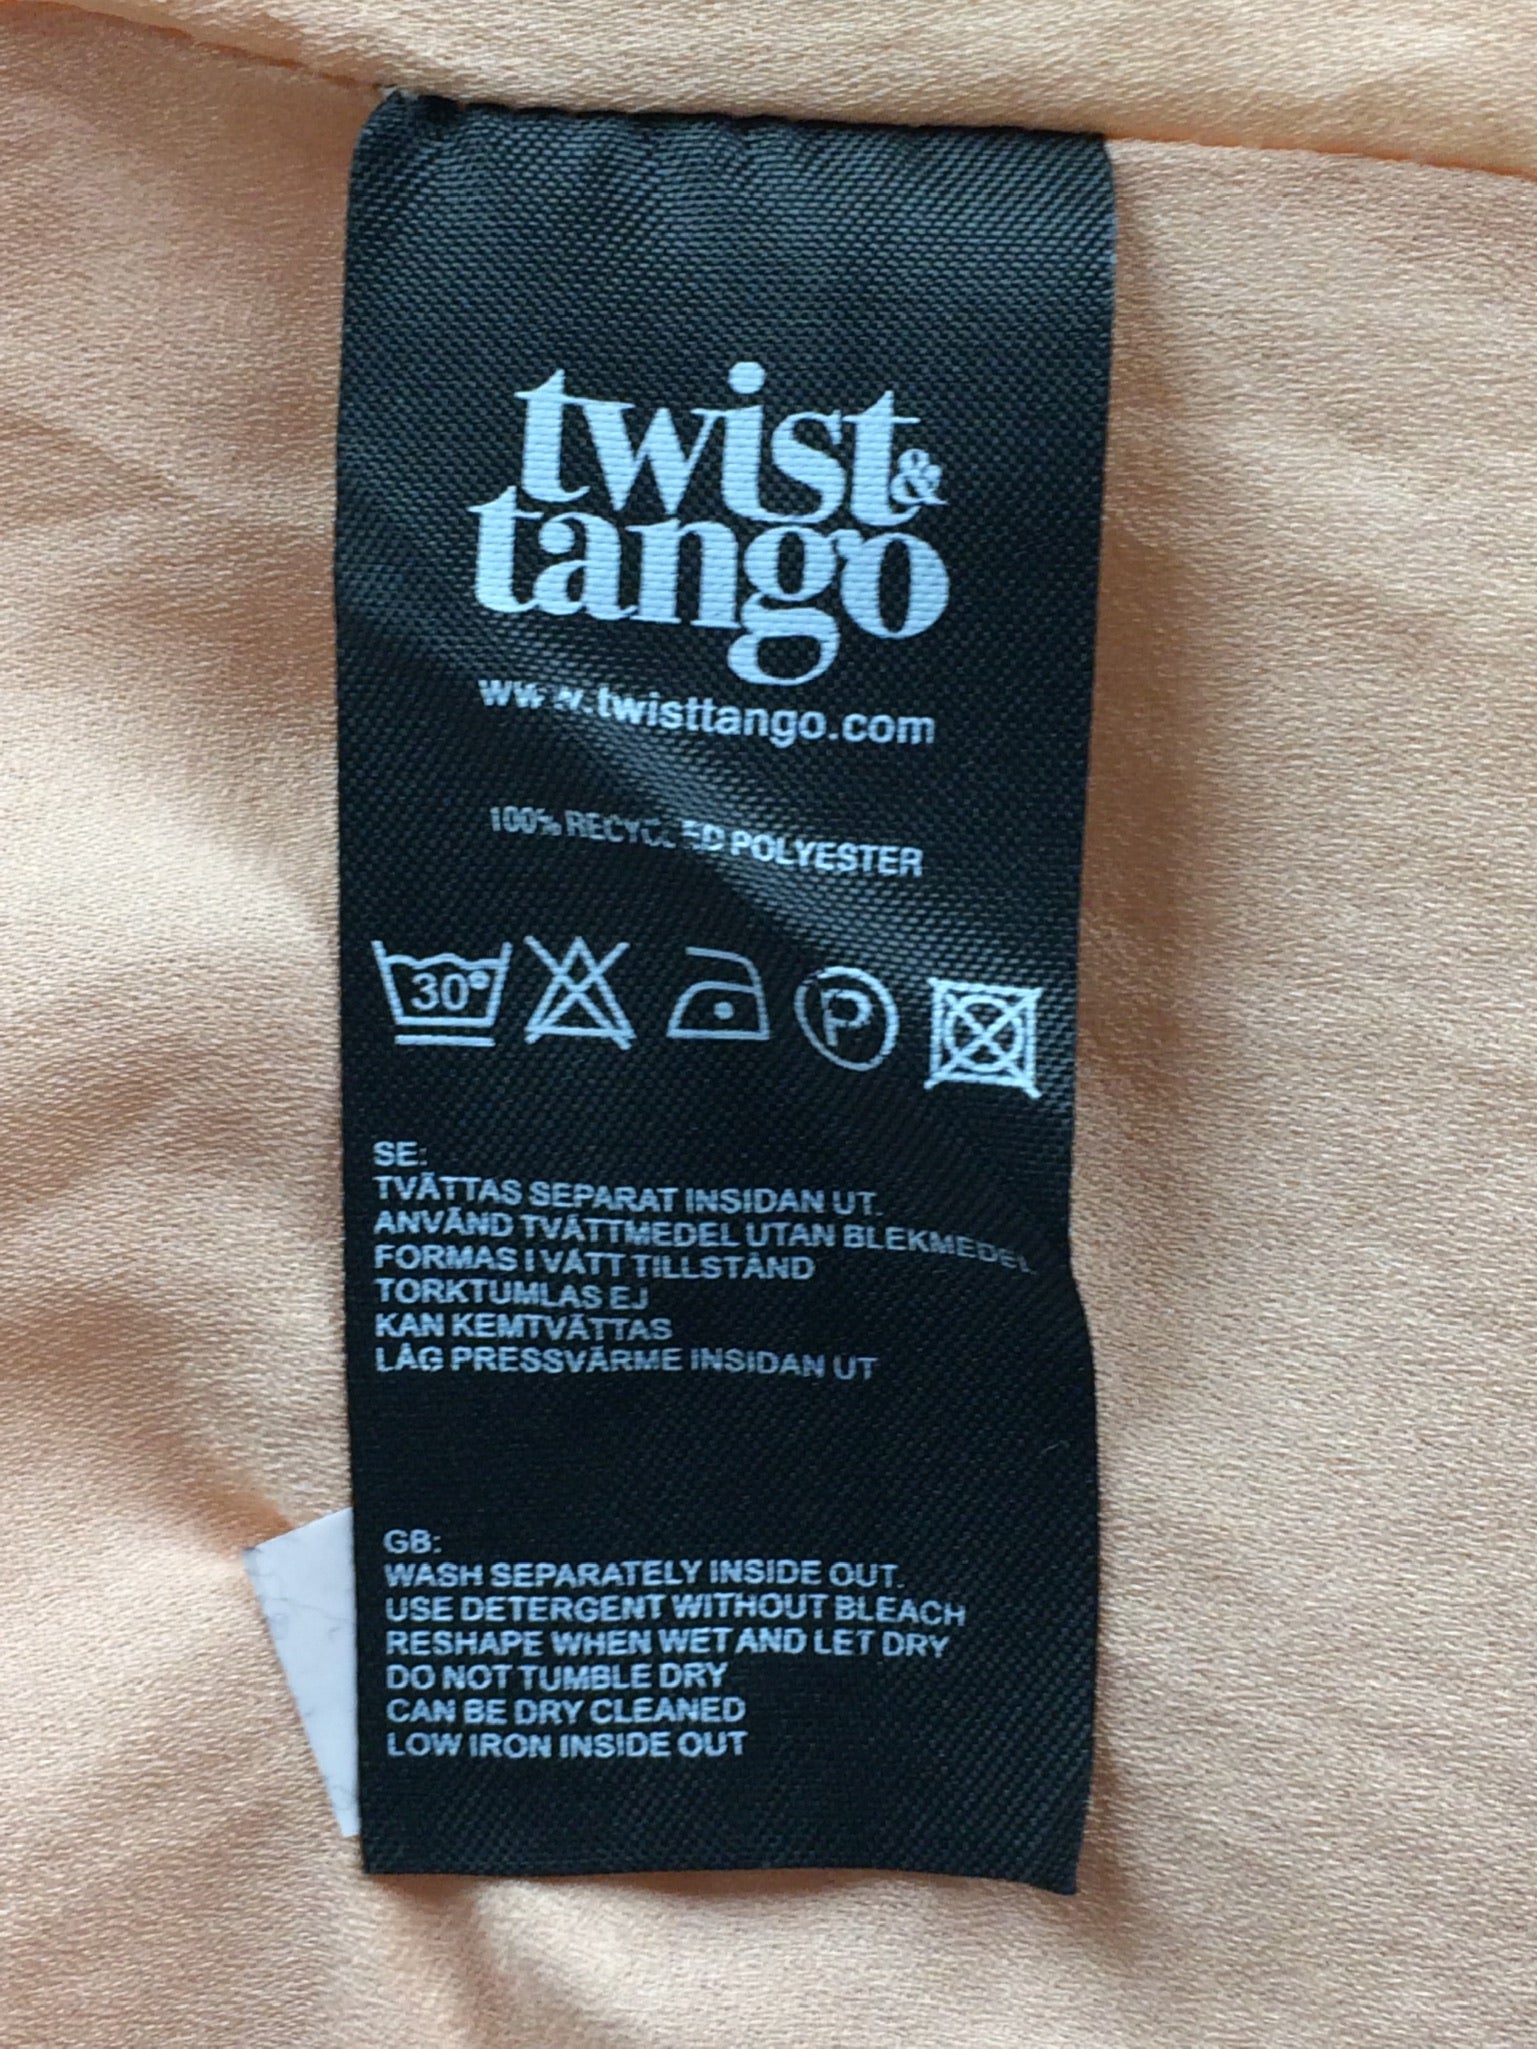 twist&
tango
www.twisttango.com
100% RECYCLED POLYESTER
30°
P
SE:
TVÄTTAS SEPARAT INSIDAN UT.
ANVÄND TVÄTTMEDEL UTAN BLEKMEDEL
FORMAS I VÅTT TILLSTÅND
TORKTUMLAS EJ
KAN KEMTVÄTTAS
LÅG PRESSVÄRME INSIDAN UT
GB:
WASH SEPARATELY INSIDE OUT.
USE DETERGENT WITHOUT BLEACH
RESHAPE WHEN WET AND LET DRY
DO NOT TUMBLE DRY
CAN BE DRY CLEANED
LOW IRON INSIDE OUT